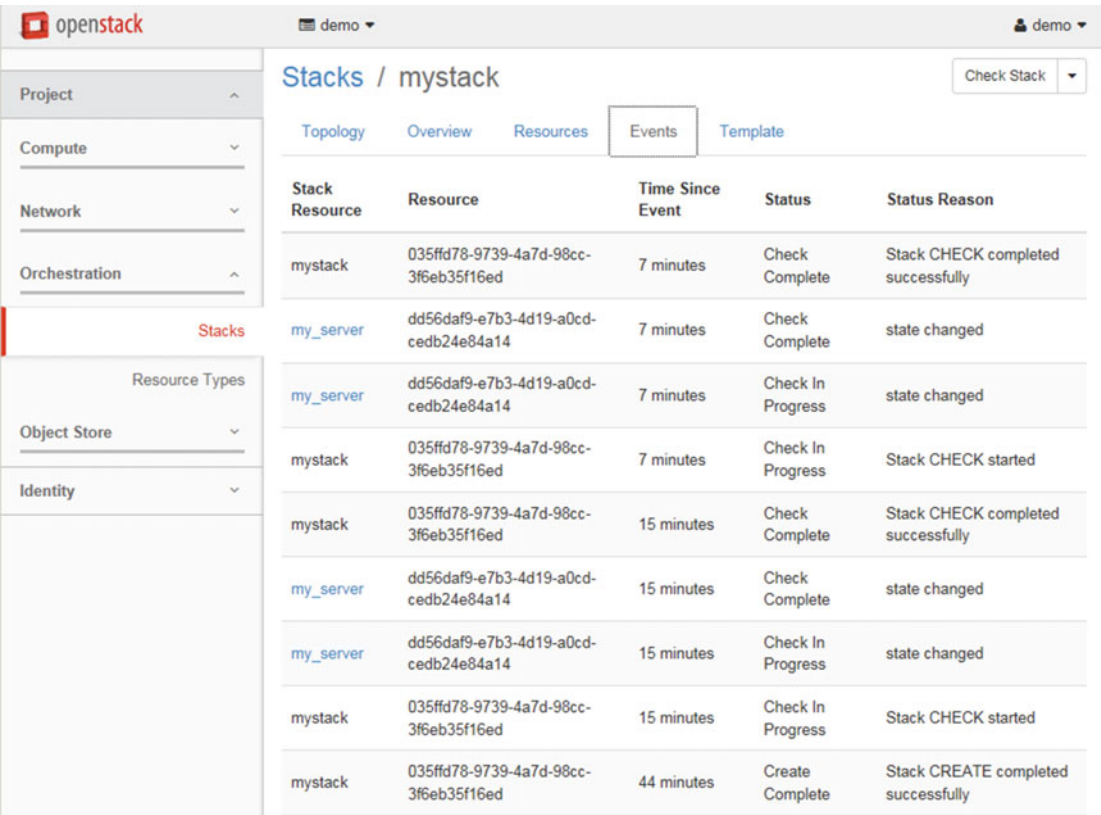 openstack
demo
demo
Project
Compute
Network
Orchestration
Stacks
Resource Types
Object Store
Identity
Stacks / mystack
Check Stack
Topology Overview Resources Events Template
Stack Resource Time Since Status Status Reason
Resource Event
mystack 035ffd78-9739-4a7d-98cc- 7 minutes Check Stack CHECK completed
3f6eb35f16ed Complete successfully
my_server dd56daf9-e7b3-4d19-a0cd- 7 minutes Check state changed
cedb24e84a14 Complete
my_server dd56daf9-e7b3-4d19-a0cd- 7 minutes Check In state changed
cedb24e84a14 Progress
mystack 035ffd78-9739-4a7d-98cc- 7 minutes Check In Stack CHECK started
3f6eb35f16ed Progress
mystack 035ffd78-9739-4a7d-98cc- 15 minutes Check Stack CHECK completed
3f6eb35f16ed Complete successfully
my_server dd56daf9-e7b3-4d19-a0cd- 15 minutes Check state changed
cedb24e84a14 Complete
my_server dd56daf9-e7b3-4d19-a0cd- 15 minutes Check In state changed
cedb24e84a14 Progress
mystack 035ffd78-9739-4a7d-98cc- 15 minutes Check In Stack CHECK started
3f6eb35f16ed Progress
mystack 035ffd78-9739-4a7d-98cc- 44 minutes Create Stack CREATE completed
3f6eb35f16ed Complete successfully